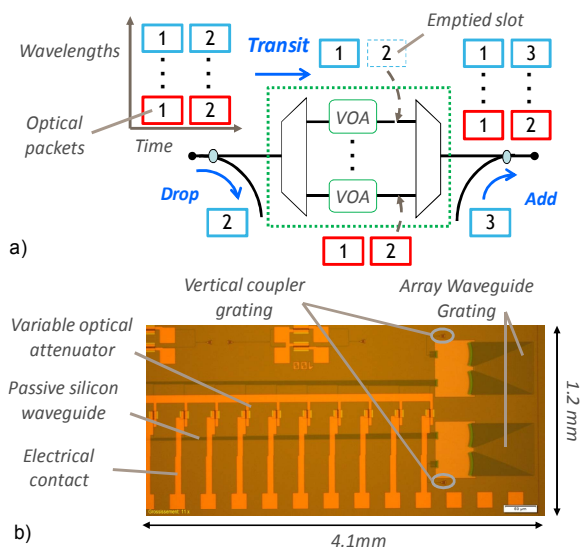 Emptied slot
Wavelengths
1 2
Transit
1 2
1 3
1 2
Optical
packets
Time
VOA
1 2
Drop
2
VOA
3
Add
a)
1 2
Vertical coupler
grating
Array Waveguide
Grating
Variable optical
attenuator
Passive silicon
waveguide
Electrical
contact
1.2 mm
b)
4.1mm